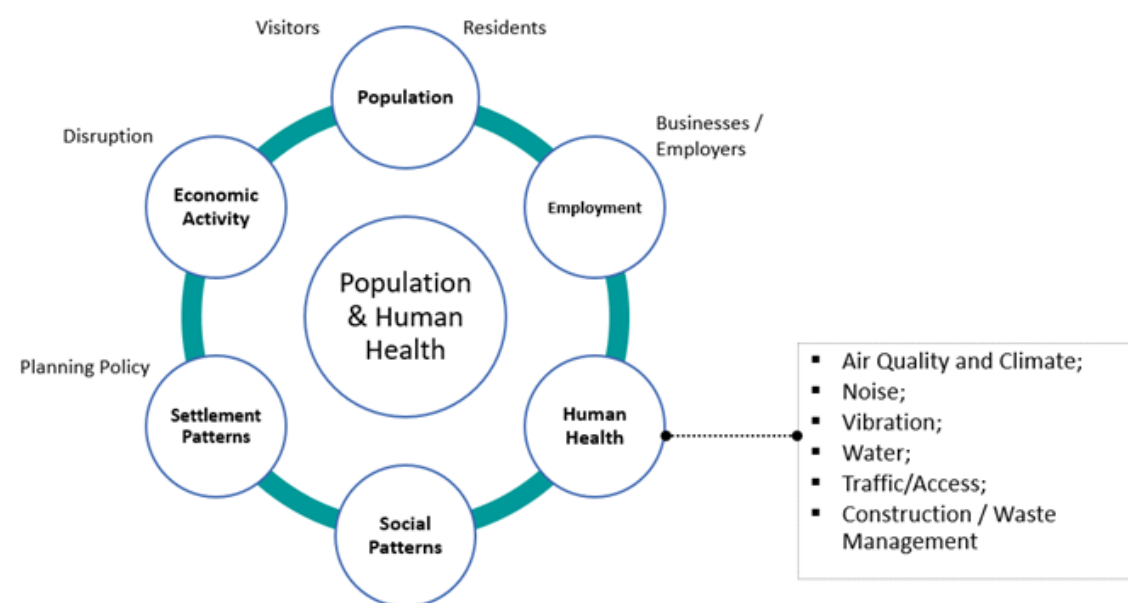 Visitors
Residents
Population
Businesses /
Employers
Disruption
Economic
Activity
Employment
Population
& Human
Health
Planning Policy
Settlement
Patterns
Human
Health
Social
Patterns
▪ Air Quality and Climate;
▪ Noise;
▪ Vibration;
▪ Water;
▪ Traffic/Access;
▪ Construction / Waste
Management